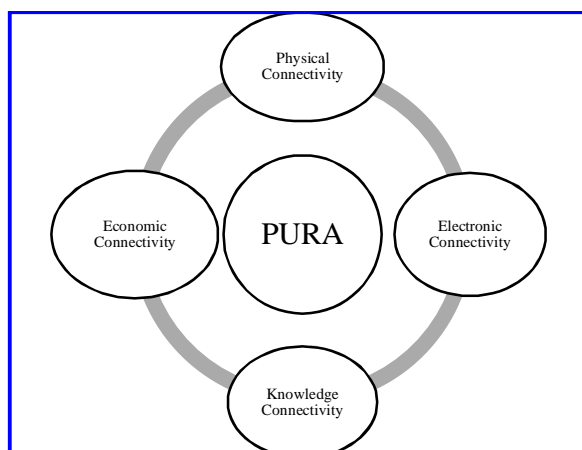 Physical
Connectivity
Economic
Connectivity
PURA
Electronic
Connectivity
Knowledge
Connectivity